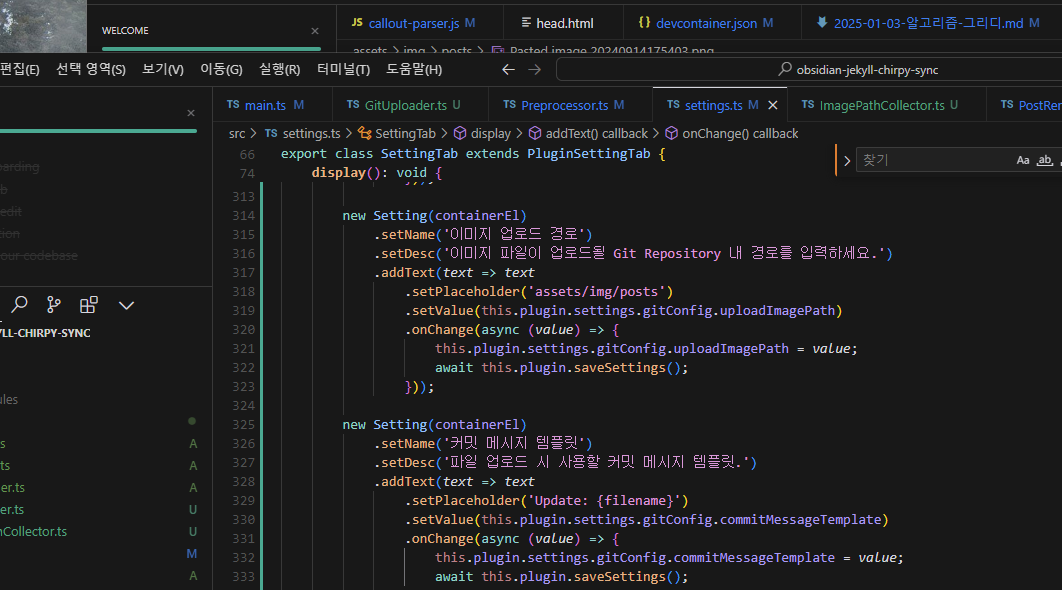 WELCOME
JS callout-parser.js M
head.html
{} devcontainer.json M
2025-01-03-알고리즘-그리디.md M
assets > img > posts > Pasted image 20240914175403.png
편집(E) 선택 영역(S) 보기(V) 이동(G) 실행(R) 터미널(T) 도움말(H)
obsidian-jekyll-chirpy-sync
TS main.ts M
TS GitUploader.ts U
TS Preprocessor.ts M
TS settings.ts M
TS ImagePathCollector.ts U
TS PostRen
src > TS settings.ts > SettingTab > display > addText() callback > onChange() callback
찾기
Aa ab
arding
b
edit
tion
our codebase
YLL-CHIRPY-SYNC
ules
s A
ts A
er.ts A
er.ts U
nCollector.ts U
M
A
66 export class SettingTab extends PluginSettingTab {
74 display(): void {
313
314 new Setting(containerEl)
315 .setName('이미지 업로드 경로')
316 .setDesc('이미지 파일이 업로드될 Git Repository 내 경로를 입력하세요.')
317 .addText(text => text
318 .setPlaceholder('assets/img/posts')
319 .setValue(this.plugin.settings.gitConfig.uploadImagePath)
320 .onChange(async (value) => {
321 this.plugin.settings.gitConfig.uploadImagePath = value;
322 await this.plugin.saveSettings();
323 }));
324
325 new Setting(containerEl)
326 .setName('커밋 메시지 템플릿')
327 .setDesc('파일 업로드 시 사용할 커밋 메시지 템플릿.')
328 .addText(text => text
329 .setPlaceholder('Update: {filename}')
330 .setValue(this.plugin.settings.gitConfig.commitMessageTemplate)
331 .onChange(async (value) => {
332 this.plugin.settings.gitConfig.commitMessageTemplate = value;
333 await this.plugin.saveSettings();